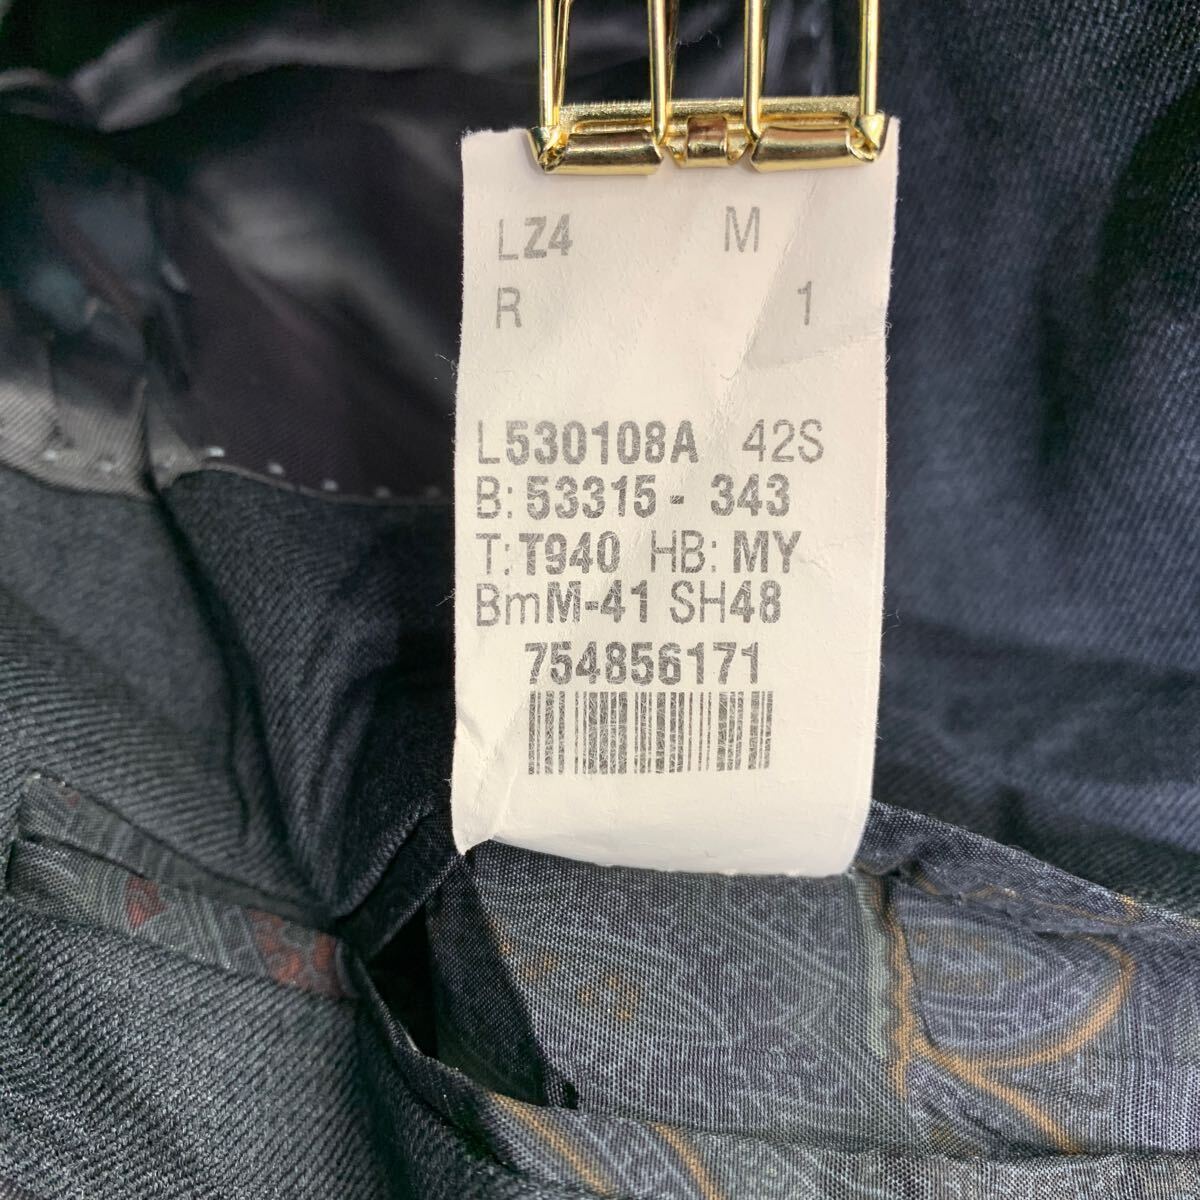 LZ4 M
R 1
L530108A 42S
B: 53315- 343
T: T940 HB: MY
BmM-41 SH48
754856171